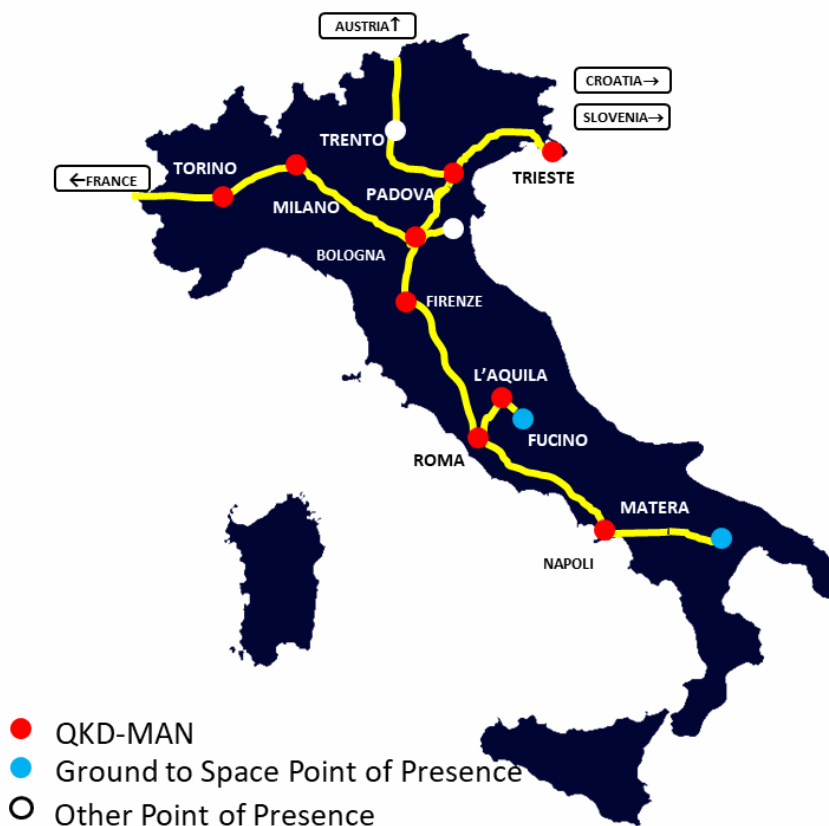 AUSTRIA↑
CROATIA→
SLOVENIA→
TRENTO
TORINO
←FRANCE
TRIESTE
PADOVA
MILANO
BOLOGNA
FIRENZE
L'AQUILA
FUCINO
ROMA
MATERA
NAPOLI
QKD-MAN
Ground to Space Point of Presence
Other Point of Presence